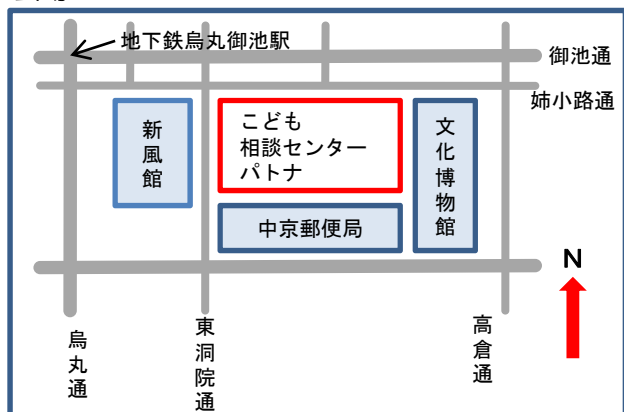 地下鉄烏丸御池駅
御池通
姉小路通
新風館
こども
相談センター
パトナ
文化博物館
中京郵便局
N
烏丸通
東洞院通
高倉通